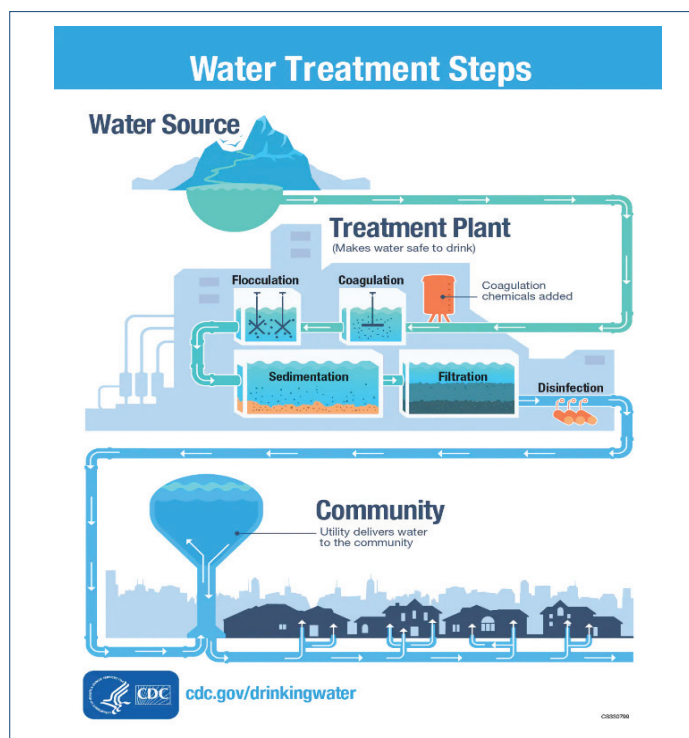 Water Treatment Steps
Water Source
Treatment Plant
(Makes water safe to drink)
Flocculation
Coagulation
Coagulation
chemicals added
Sedimentation
Filtration
Disinfection
Community
Utility delivers water
to the community
CDC
cdc.gov/drinkingwater